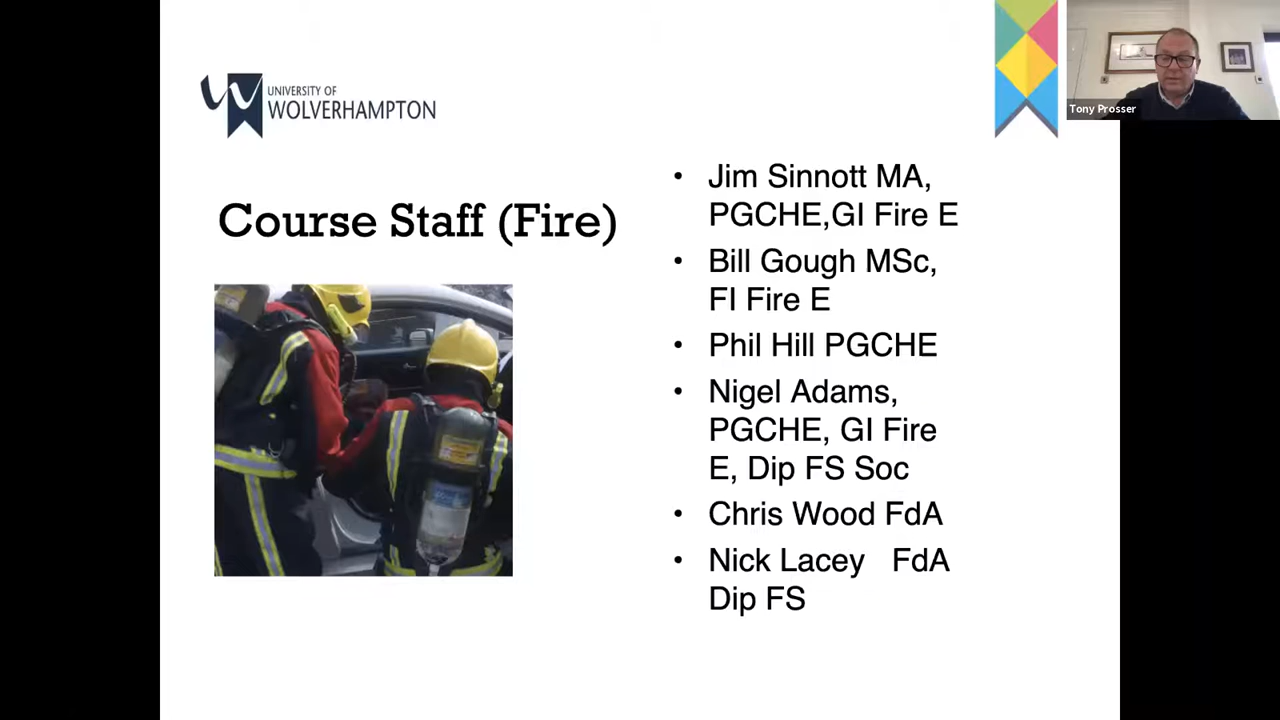 UNIVERSITY OF
WOLVERHAMPTON
Tony Prosser
Course Staff (Fire)
• Jim Sinnott MA,
PGCHE,GI Fire E
• Bill Gough MSc,
FI Fire E
• Phil Hill PGCHE
• Nigel Adams,
PGCHE, GI Fire
E, Dip FS Soc
• Chris Wood FdA
• Nick Lacey FdA
Dip FS